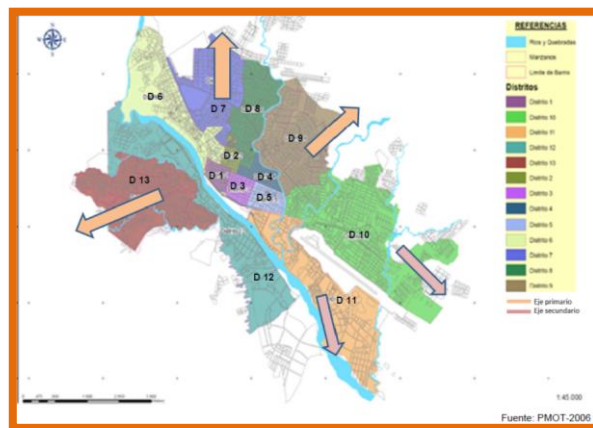 REFERENCIAS
Rios y Quebradas
Manzanos
Limite de Barrio
Distritos
Distrito 1
Distrito 10
Distrito 11
Distrito 12
Distrito 13
Distrito 2
Distrito 3
Distrito 4
Distrito 5
Distrito 6
Distrito 7
Distrito 8
Distrito 9
Eje primario
Eje secundario
D 6
D 7
D 8
D 9
D 2
D 1
D 4
D 3
D 5
D 13
D 10
D 12
D 11
1:45.000
Fuente: PMOT-2006